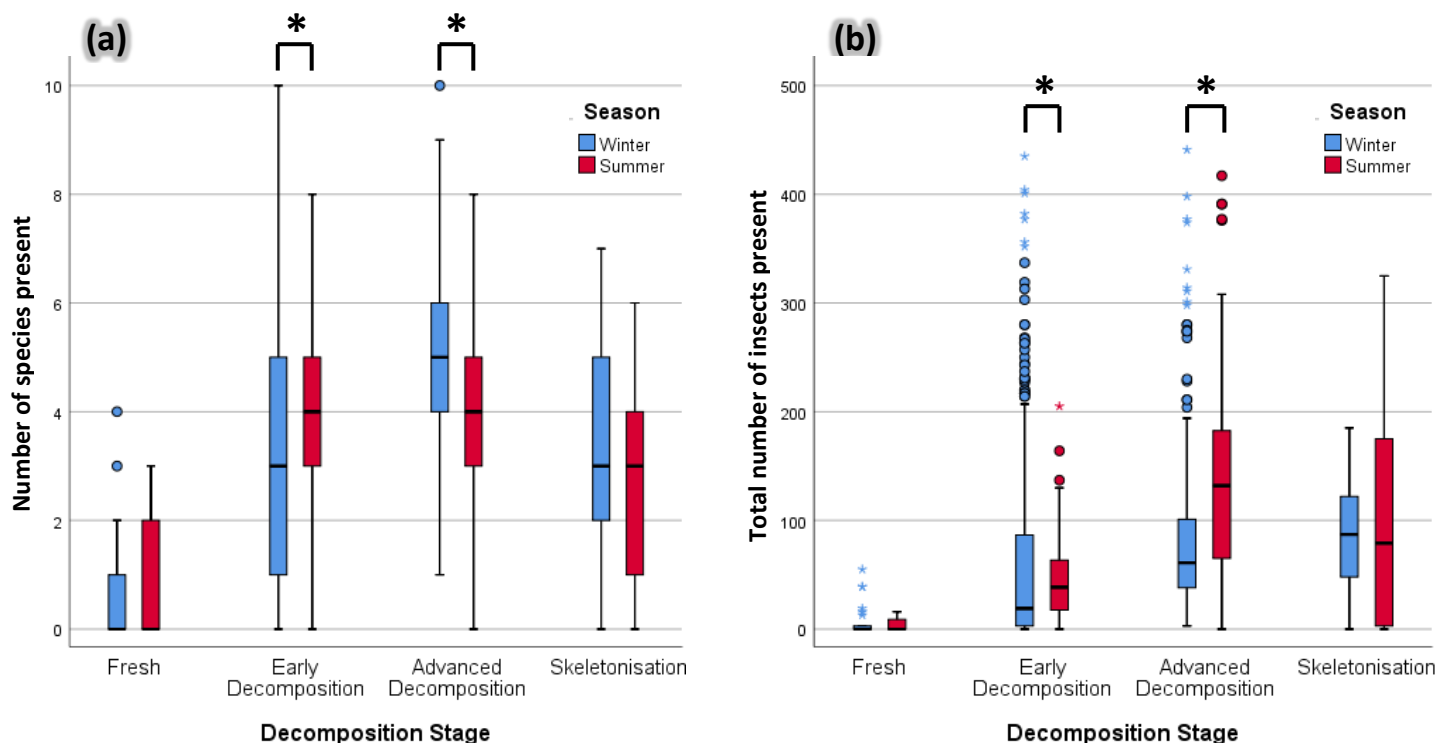 (a)
*
*
Number of species present
10
8
6
4
2
0
Season
Winter
Summer
Fresh
Early
Decomposition
Advanced
Decomposition
Skeletonisation
Decomposition Stage
(b)
*
*
Total number of insects present
500
400
300
200
100
0
Season
Winter
Summer
Fresh
Early
Decomposition
Advanced
Decomposition
Skeletonisation
Decomposition Stage